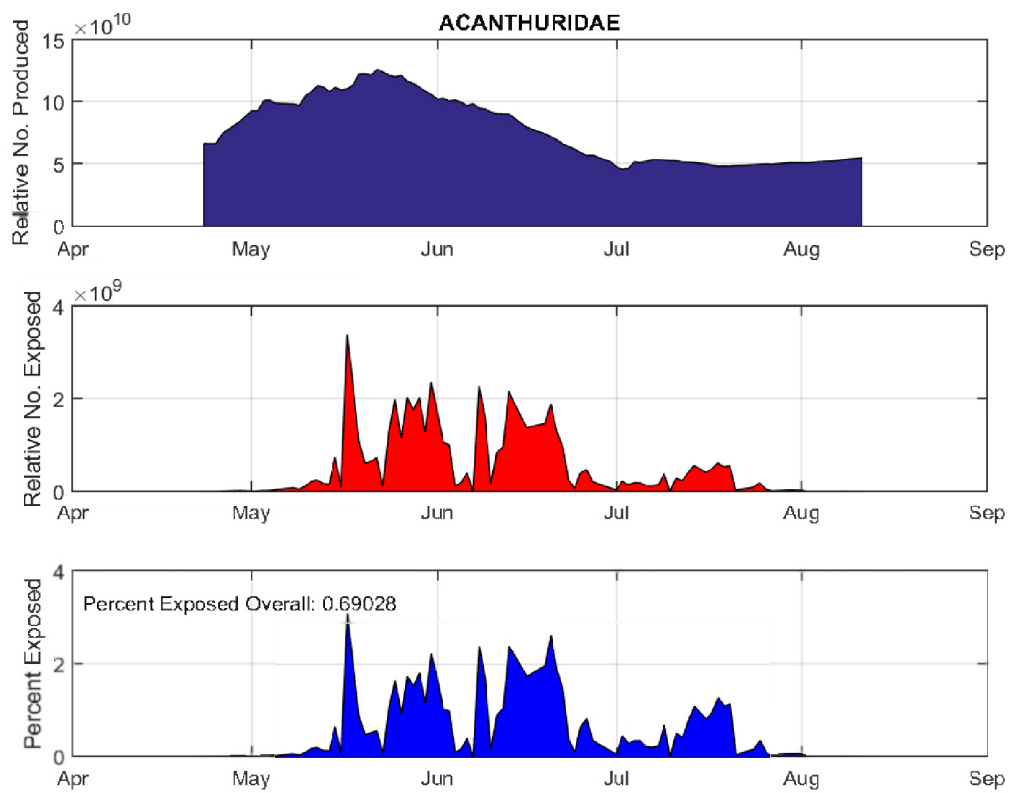 ACANTHURIDAE
×10^10
Relative No. Produced
15
10
5
0
Apr May Jun Jul Aug Sep
×10^9
Relative No. Exposed
4
2
0
Apr May Jun Jul Aug Sep
Percent Exposed
4
Percent Exposed Overall: 0.69028
2
0
Apr May Jun Jul Aug Sep